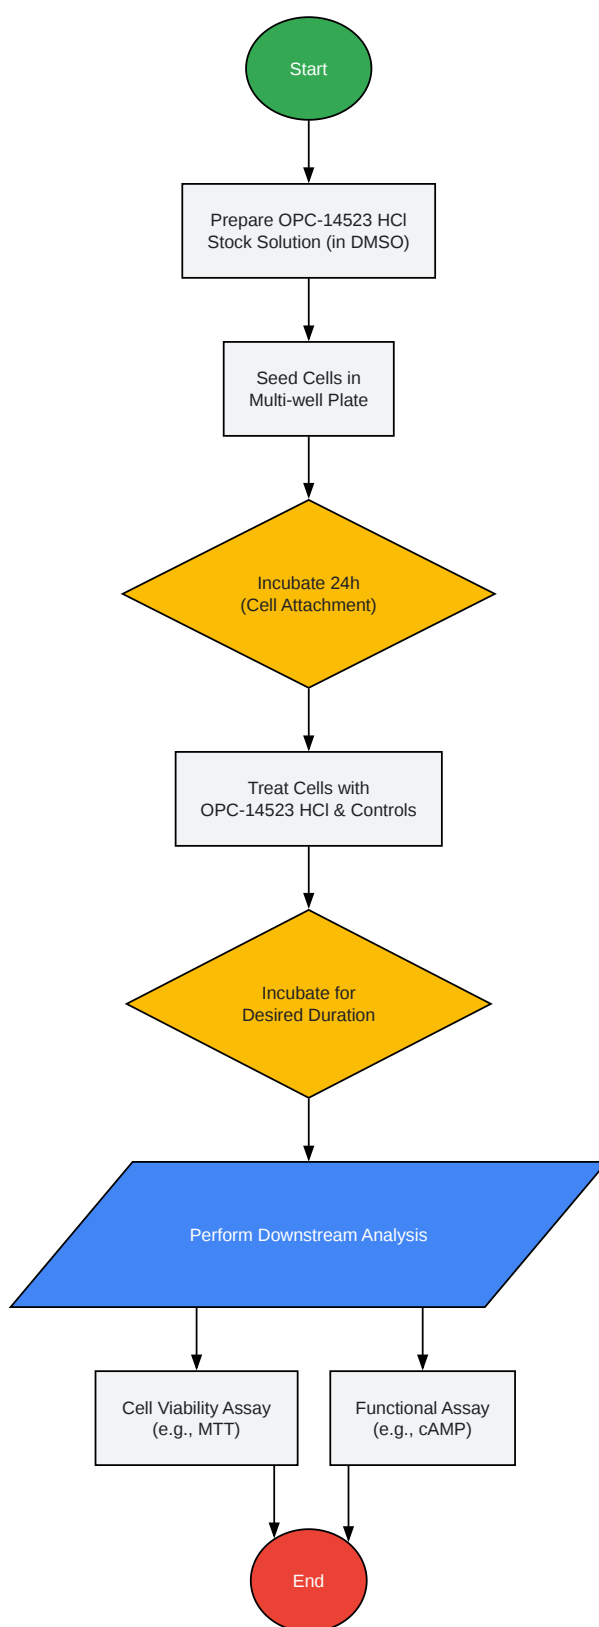 Start
Prepare OPC-14523 HCl
Stock Solution (in DMSO)
Seed Cells in
Multi-well Plate
Incubate 24h
(Cell Attachment)
Treat Cells with
OPC-14523 HCl & Controls
Incubate for
Desired Duration
Perform Downstream Analysis
Cell Viability Assay
(e.g., MTT)
Functional Assay
(e.g., cAMP)
End